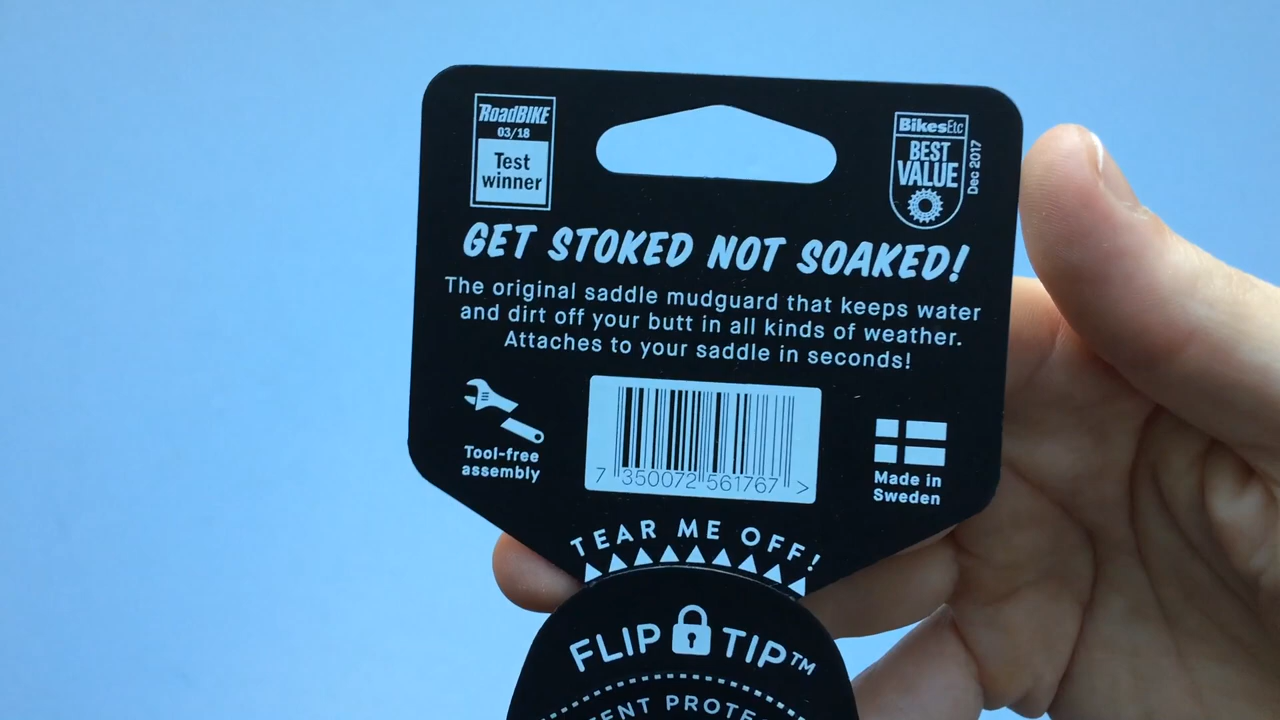 RoadBIKE
03/18
Test
winner
BikesEtc
BEST
VALUE
Dec 2017
GET STOKED NOT SOAKED!
The original saddle mudguard that keeps water
and dirt off your butt in all kinds of weather.
Attaches to your saddle in seconds!
Tool-free
assembly
7 350072 561767 >
Made in
Sweden
TEAR ME OFF!
FLIP TIP™